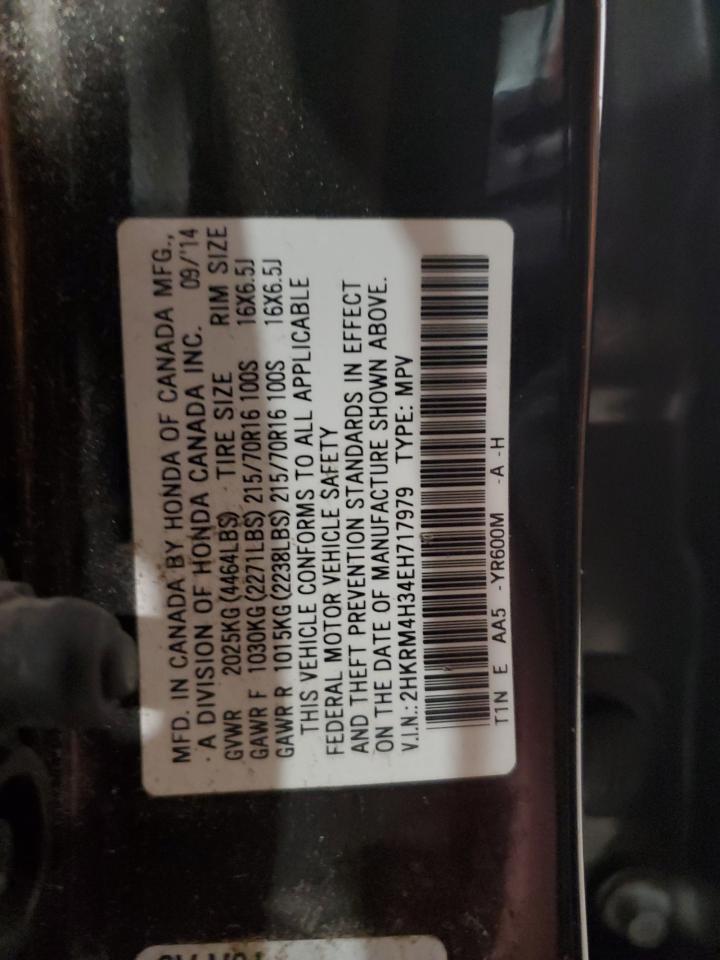 MFD. IN CANADA BY HONDA OF CANADA MFG.,
A DIVISION OF HONDA CANADA INC. 09/'14
GVWR 2025KG (4464LBS) TIRE SIZE RIM SIZE
GAWR F 1030KG (2271LBS) 215/70R16 100S 16X6.5J
GAWR R 1015KG (2238LBS) 215/70R16 100S 16X6.5J
THIS VEHICLE CONFORMS TO ALL APPLICABLE
FEDERAL MOTOR VEHICLE SAFETY
AND THEFT PREVENTION STANDARDS IN EFFECT
ON THE DATE OF MANUFACTURE SHOWN ABOVE.
V.I.N.: 2HKRM4H34EH717979 TYPE: MPV
T1N E AA5 -YR600M -A -H